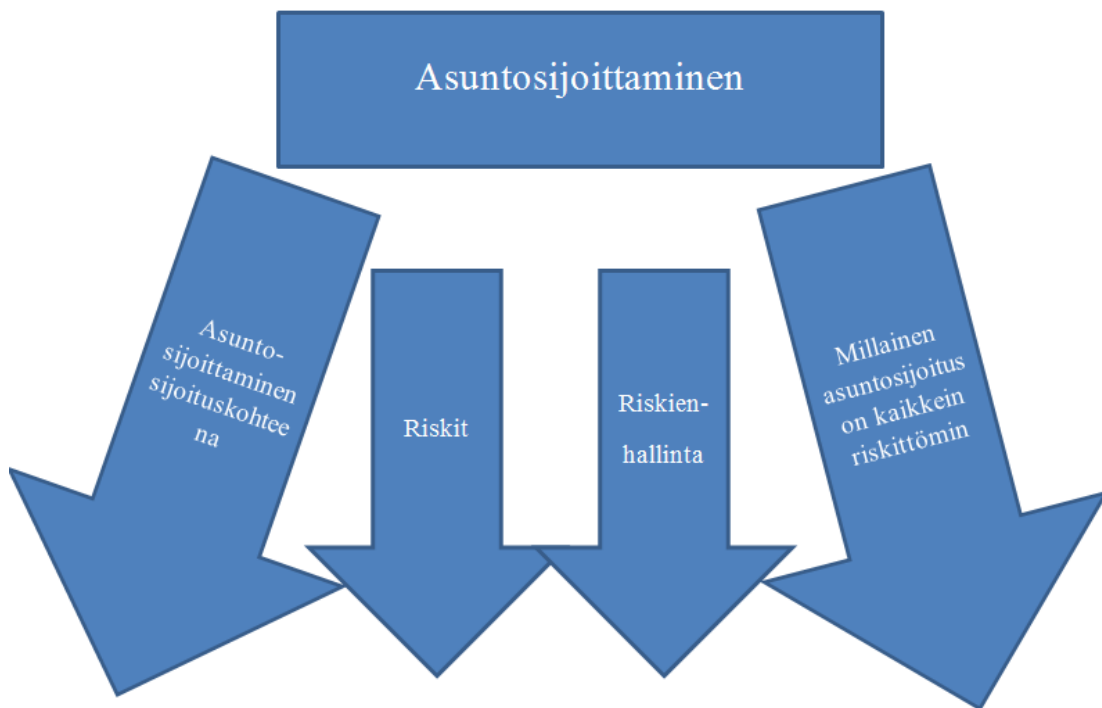 Asuntosijoittaminen
Asunto-
sijoittaminen
sijoituskohtee
na
Riskit
Riskien-
hallinta
Millainen
asuntosijoitus
on kaikkein
riskittömin